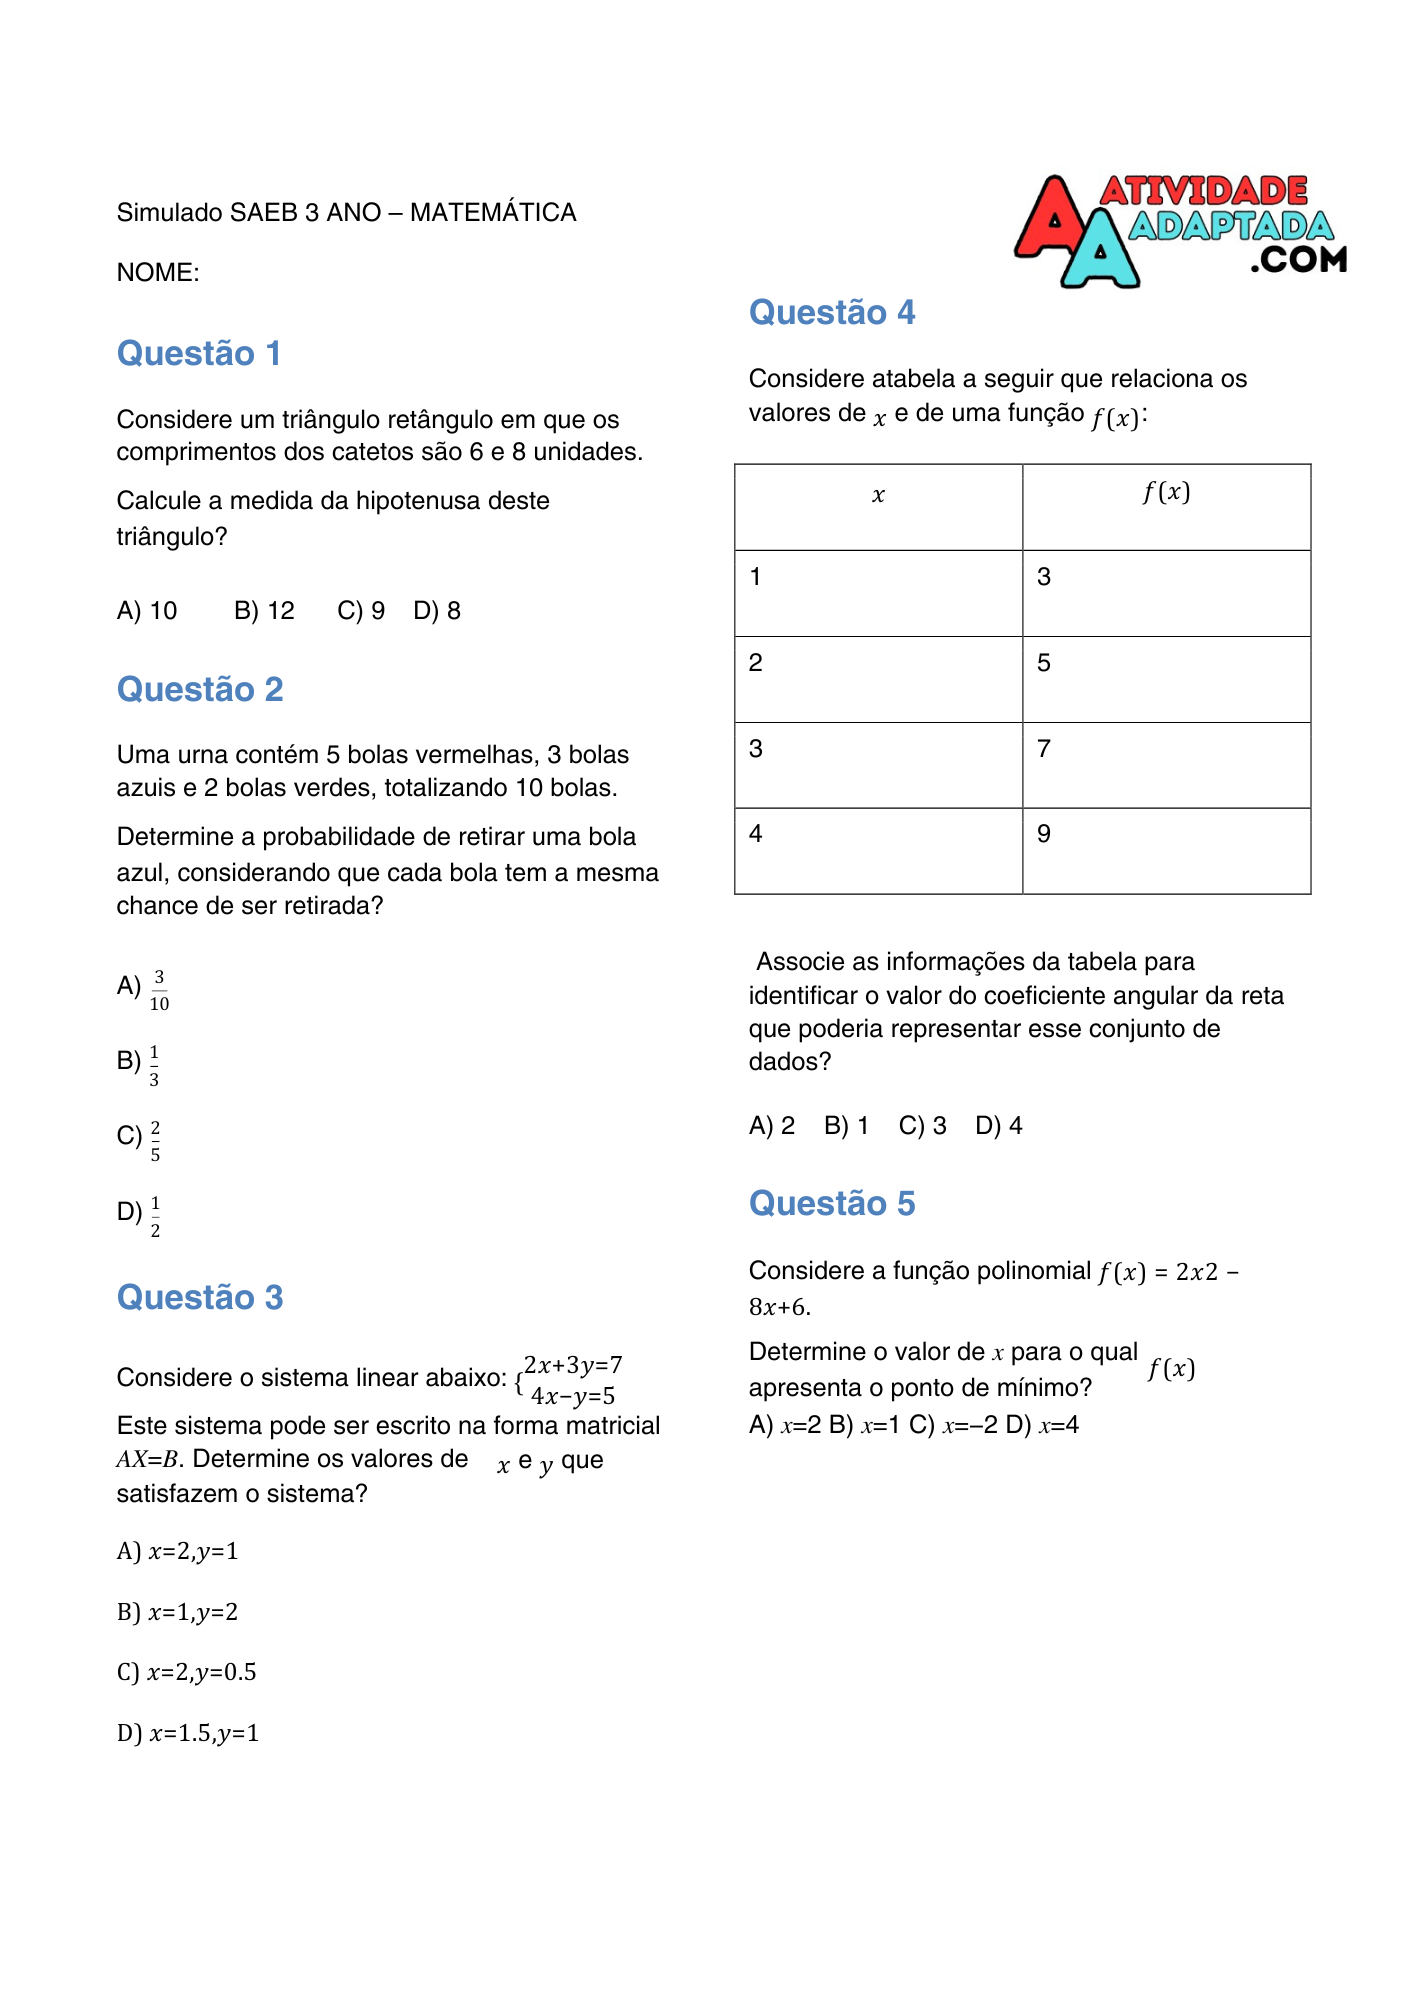 Simulado SAEB 3 ANO – MATEMÁTICA
NOME:
Questão 1
Considere um triângulo retângulo em que os
comprimentos dos catetos são 6 e 8 unidades.
Calcule a medida da hipotenusa deste
triângulo?
A) 10 B) 12 C) 9 D) 8
Questão 2
Uma urna contém 5 bolas vermelhas, 3 bolas
azuis e 2 bolas verdes, totalizando 10 bolas.
Determine a probabilidade de retirar uma bola
azul, considerando que cada bola tem a mesma
chance de ser retirada?
A) 3/10
B) 1/3
C) 2/5
D) 1/2
Questão 3
Considere o sistema linear abaixo: {2x+3y=7
4x−y=5
Este sistema pode ser escrito na forma matricial
AX=B. Determine os valores de x e y que
satisfazem o sistema?
A) x=2,y=1
B) x=1,y=2
C) x=2,y=0.5
D) x=1.5,y=1
ATIVIDADE
ADAPTADA
.COM
AA
Questão 4
Considere atabela a seguir que relaciona os
valores de x e de uma função f(x):
x f(x)
1 3
2 5
3 7
4 9
Associe as informações da tabela para
identificar o valor do coeficiente angular da reta
que poderia representar esse conjunto de
dados?
A) 2 B) 1 C) 3 D) 4
Questão 5
Considere a função polinomial f(x) = 2x2 −
8x+6.
Determine o valor de x para o qual f(x)
apresenta o ponto de mínimo?
A) x=2 B) x=1 C) x=−2 D) x=4